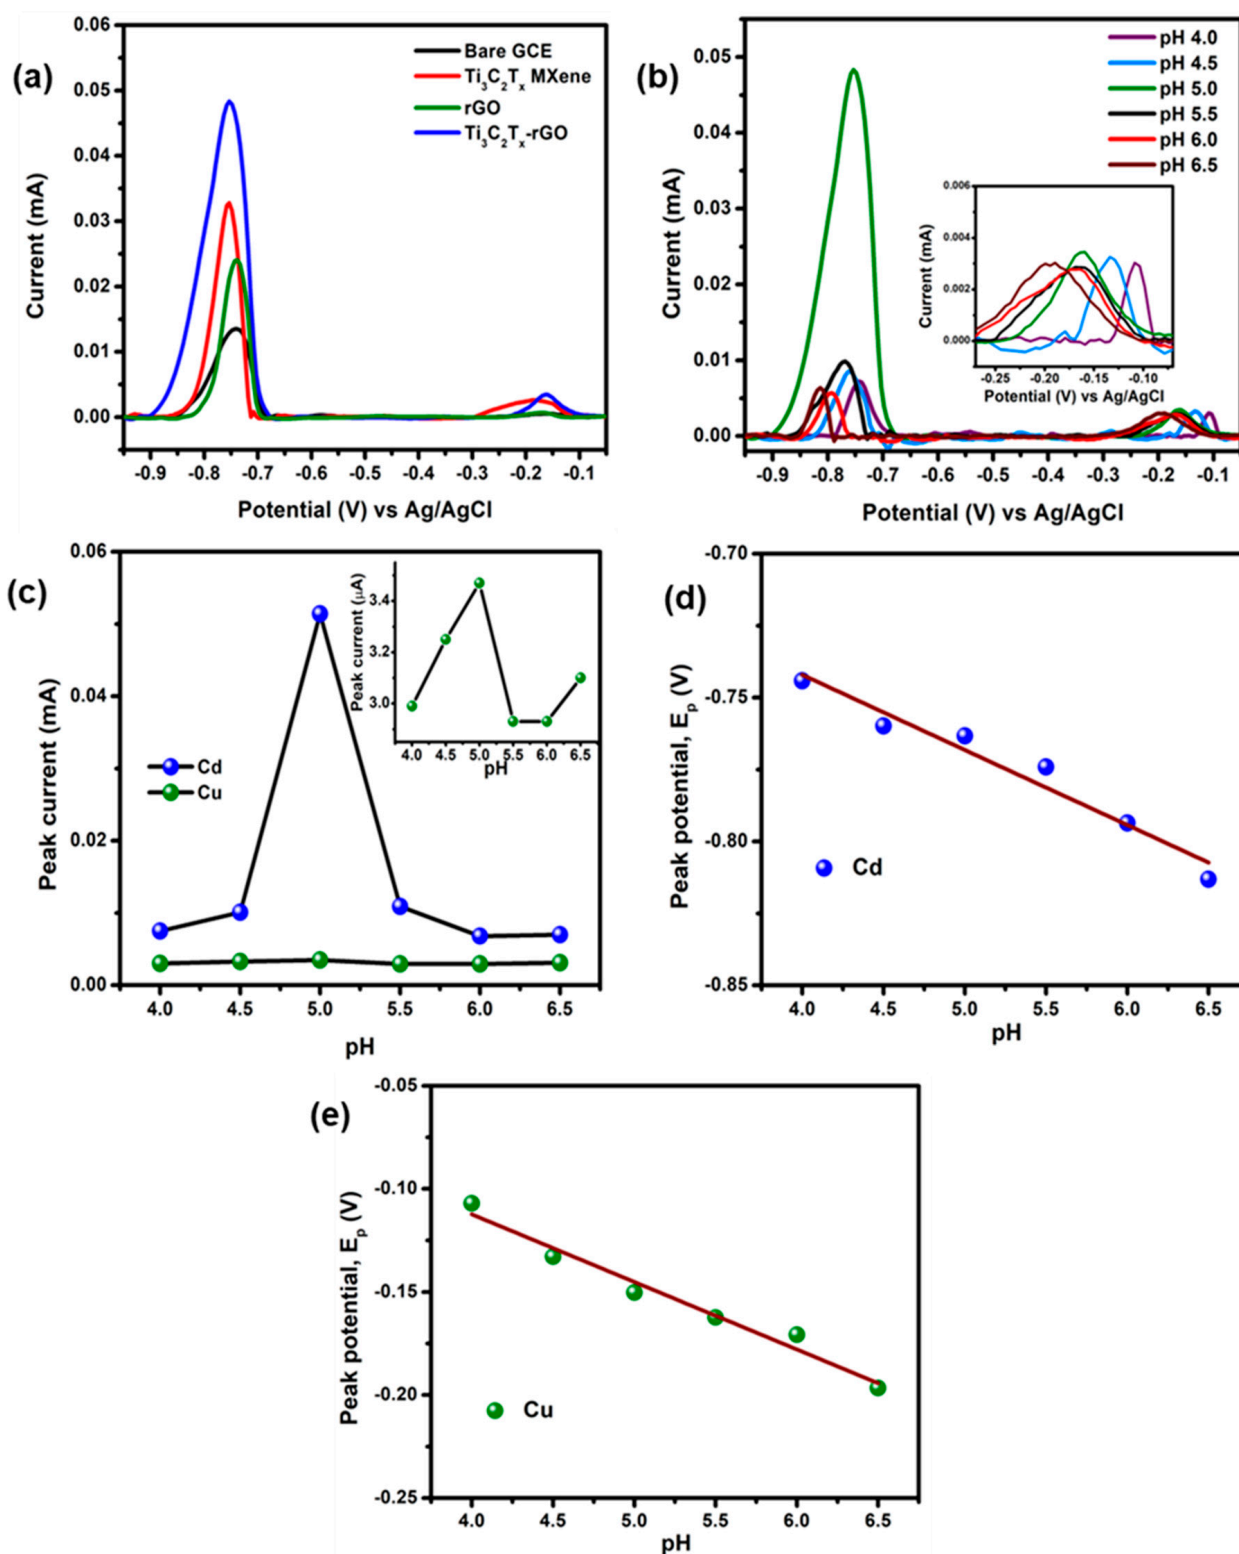 (a)
0.06
0.05
0.04
0.03
0.02
0.01
0.00
Current (mA)
Bare GCE
Ti₃C₂Tₓ MXene
rGO
Ti₃C₂Tₓ-rGO
-0.9 -0.8 -0.7 -0.6 -0.5 -0.4 -0.3 -0.2 -0.1
Potential (V) vs Ag/AgCl
(b)
0.05
0.04
0.03
0.02
0.01
0.00
Current (mA)
pH 4.0
pH 4.5
pH 5.0
pH 5.5
pH 6.0
pH 6.5
0.006
0.004
0.002
0.000
Current (mA)
-0.25 -0.20 -0.15 -0.10
Potential (V) vs Ag/AgCl
-0.9 -0.8 -0.7 -0.6 -0.5 -0.4 -0.3 -0.2 -0.1
Potential (V) vs Ag/AgCl
(c)
0.06
0.04
0.02
0.00
Peak current (mA)
Cd
Cu
3.4
3.2
3.0
Peak current (μA)
4.0 4.5 5.0 5.5 6.0 6.5
pH
4.0 4.5 5.0 5.5 6.0 6.5
pH
(d)
-0.70
-0.75
-0.80
-0.85
Peak potential, Eₚ (V)
Cd
4.0 4.5 5.0 5.5 6.0 6.5
pH
(e)
-0.05
-0.10
-0.15
-0.20
-0.25
Peak potential, Eₚ (V)
Cu
4.0 4.5 5.0 5.5 6.0 6.5
pH